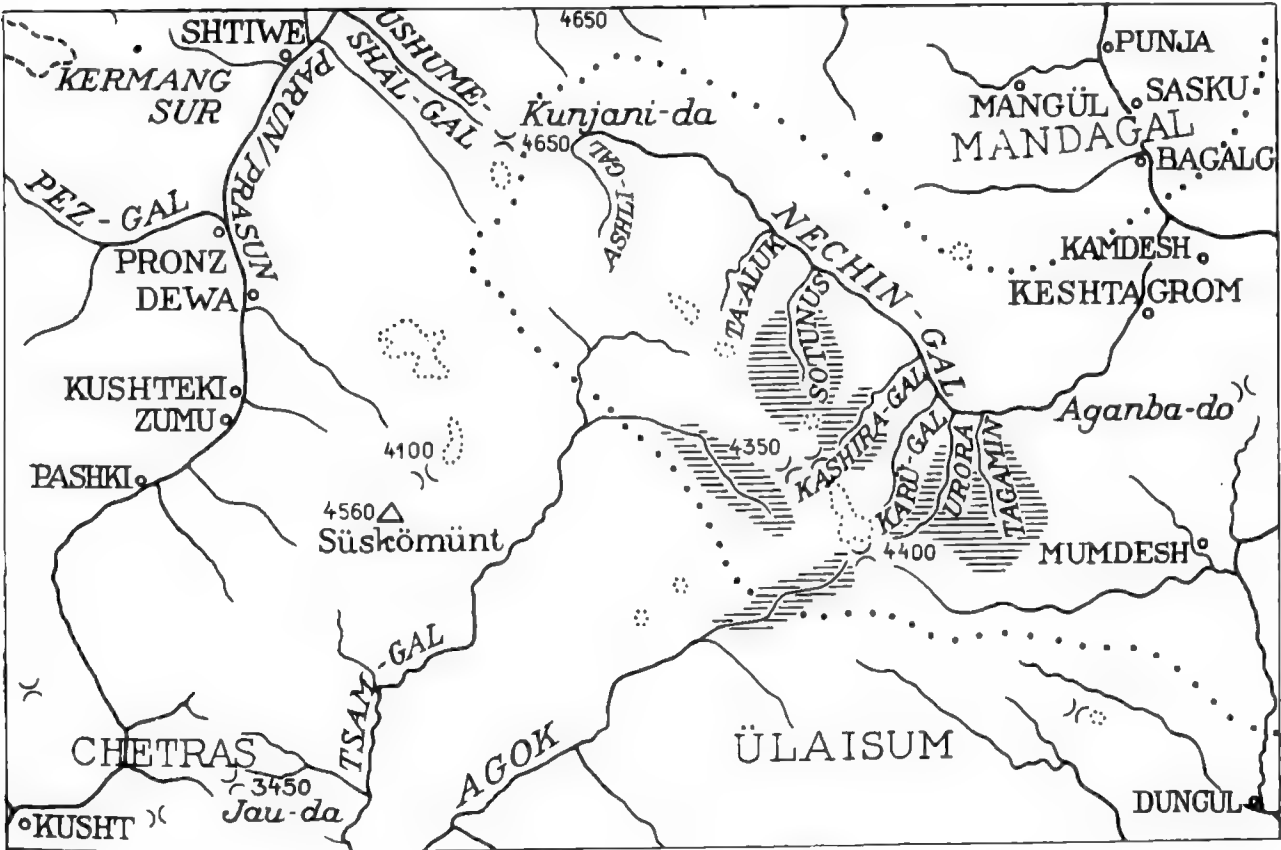 SHTIWE
USHUME-
SHAL-GAL
4650
PUNJA
KERMANG
SUR
PARUN/PRASUN
Kunjani-da
4650
MANGÜL
SASKU
MANDAGAL
BAGALG
PEZ-GAL
ASHLI-GAL
NECHIN-GAL
PRONZ
DEWA
TA-ALUK
SOTUNUS
KAMDESH
KESHTAGROM
KUSHTEKI
ZUMU
Aganba-do
PASHKI
4100
4350
KASHIRA-GAL
KARÜ-GAL
URORA
TAGAMIN
4560
Süskömünt
4400
MUMDESH
TSAM-GAL
CHETRAS
3450
Jau-da
AGOK
ÜLAISUM
KUSHT
DUNGUL